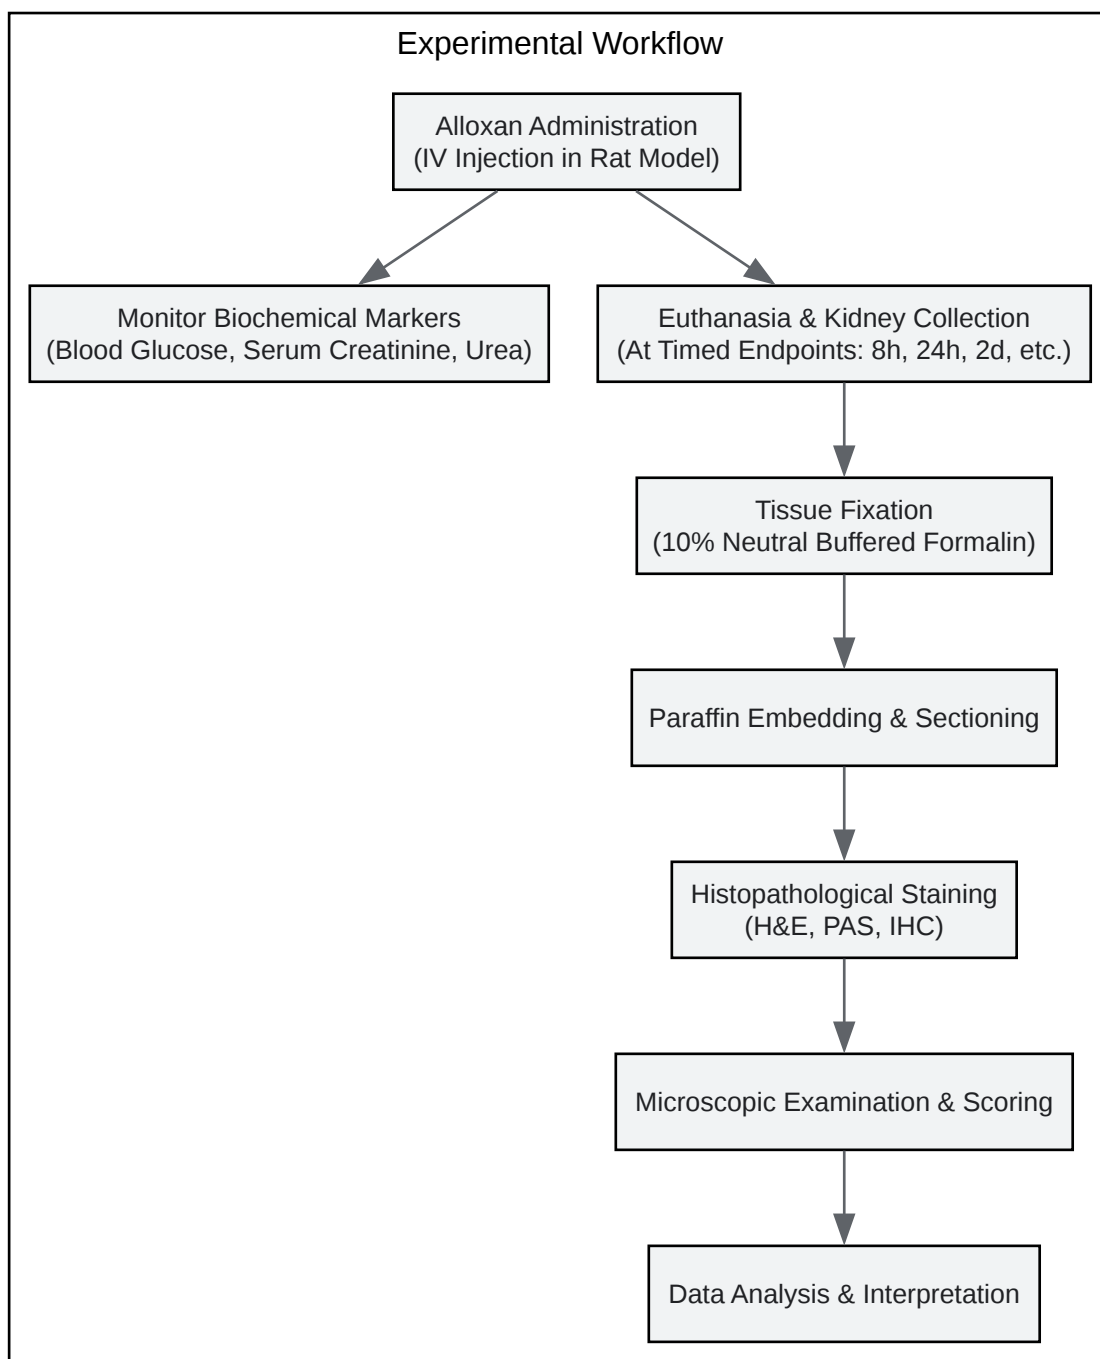 Experimental Workflow
Alloxan Administration
(IV Injection in Rat Model)
Monitor Biochemical Markers
(Blood Glucose, Serum Creatinine, Urea)
Euthanasia & Kidney Collection
(At Timed Endpoints: 8h, 24h, 2d, etc.)
Tissue Fixation
(10% Neutral Buffered Formalin)
Paraffin Embedding & Sectioning
Histopathological Staining
(H&E, PAS, IHC)
Microscopic Examination & Scoring
Data Analysis & Interpretation